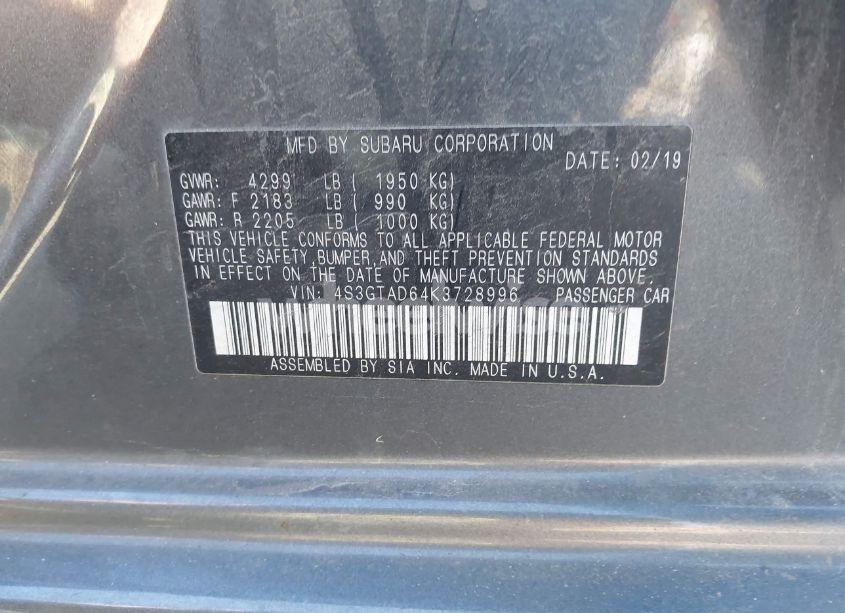 MFD BY SUBARU CORPORATION
DATE: 02/19
GVWR: 4299 LB ( 1950 KG)
GAWR: F 2183 LB ( 990 KG)
GAWR: R 2205 LB ( 1000 KG)
THIS VEHICLE CONFORMS TO ALL APPLICABLE FEDERAL MOTOR
VEHICLE SAFETY, BUMPER, AND THEFT PREVENTION STANDARDS
IN EFFECT ON THE DATE OF MANUFACTURE SHOWN ABOVE.
VIN: 4S3GTAD64K3728996 PASSENGER CAR
ASSEMBLED BY SIA INC. MADE IN U.S.A.